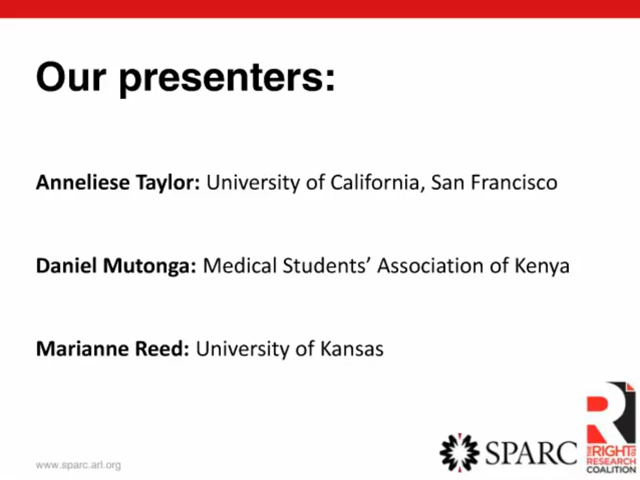 Our presenters:
Anneliese Taylor: University of California, San Francisco
Daniel Mutonga: Medical Students’ Association of Kenya
Marianne Reed: University of Kansas
www.sparc.arl.org
SPARC
R
THE RIGHT TO
RESEARCH
COALITION